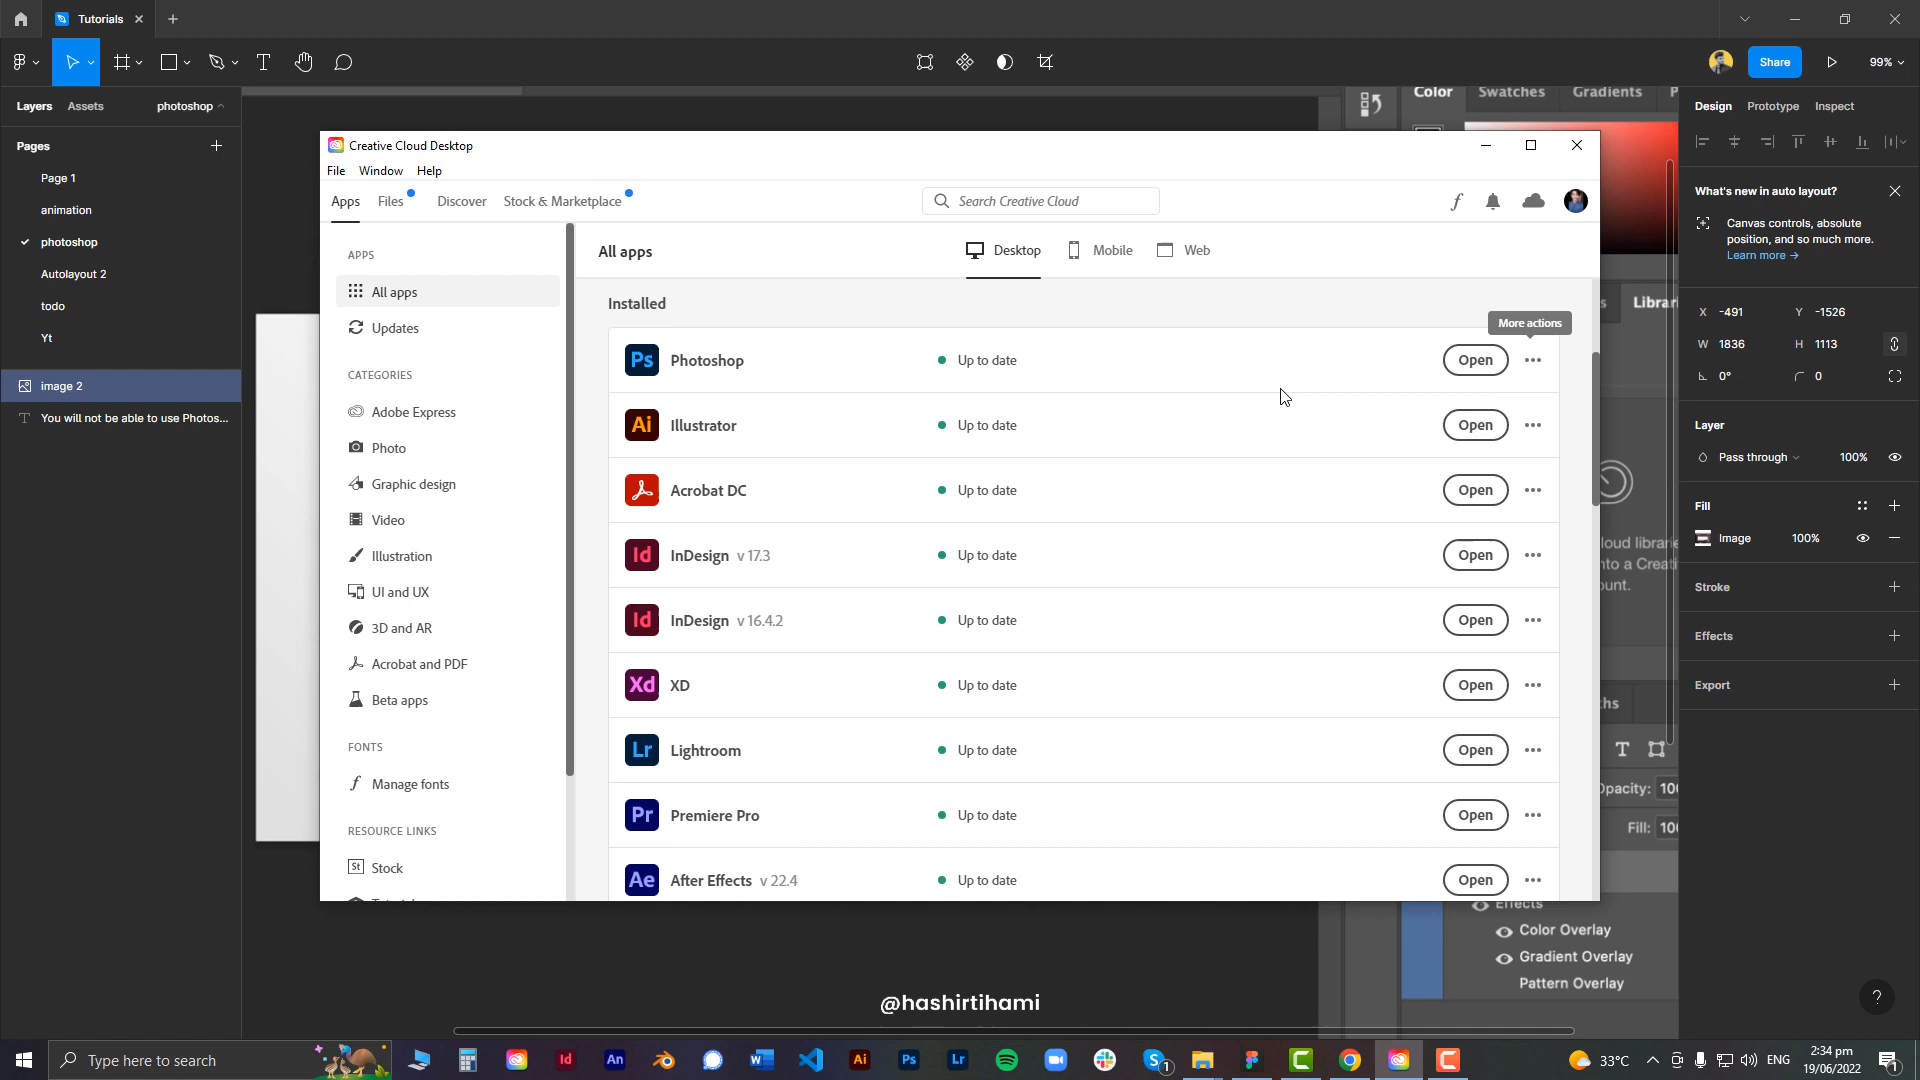 Tutorials
Share
99%
Layers
Assets
photoshop
Color
Swatches
Gradients
Design
Prototype
Inspect
Pages
Page 1
animation
photoshop
Autolayout 2
todo
Yt
image 2
You will not be able to use Photos...
Creative Cloud Desktop
File
Window
Help
Apps
Files
Discover
Stock & Marketplace
Search Creative Cloud
APPS
All apps
Updates
CATEGORIES
Adobe Express
Photo
Graphic design
Video
Illustration
UI and UX
3D and AR
Acrobat and PDF
Beta apps
FONTS
Manage fonts
RESOURCE LINKS
St Stock
All apps
Desktop
Mobile
Web
Installed
More actions
Ps Photoshop Up to date Open
Ai Illustrator Up to date Open
Acrobat DC Up to date Open
Id InDesign v 17.3 Up to date Open
Id InDesign v 16.4.2 Up to date Open
Xd XD Up to date Open
Lr Lightroom Up to date Open
Pr Premiere Pro Up to date Open
Ae After Effects v 22.4 Up to date Open
What's new in auto layout?
Canvas controls, absolute
position, and so much more.
Learn more →
X -491 Y -1526
W 1836 H 1113
0° 0
Layer
Pass through 100%
Fill
Image 100%
Stroke
Effects
Export
Opacity:
Fill:
Effects
Color Overlay
Gradient Overlay
Pattern Overlay
?
@hashirtihami
Type here to search
Id
An
W
Ai
Ps
Lr
S
1
33°C
ENG
2:34 pm
19/06/2022
1